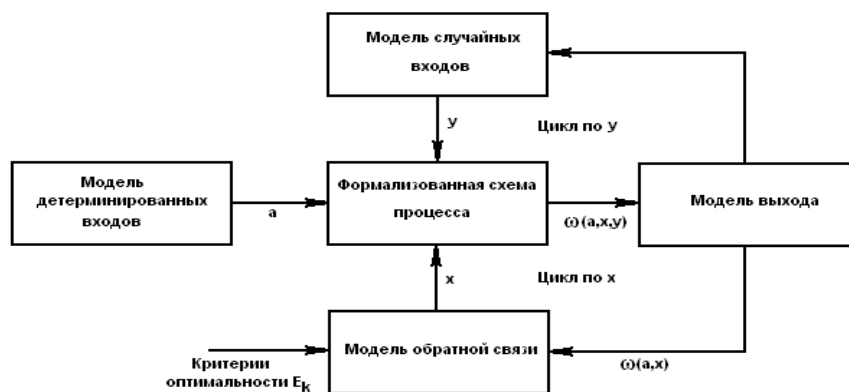 Модель случайных
входов
y
Цикл по y
Модель
детерминированных
входов
a
Формализованная схема
процесса
ω(a,x,y)
Модель выхода
x
Цикл по x
Критерии
оптимальности Ek
Модель обратной связи
ω(a,x)